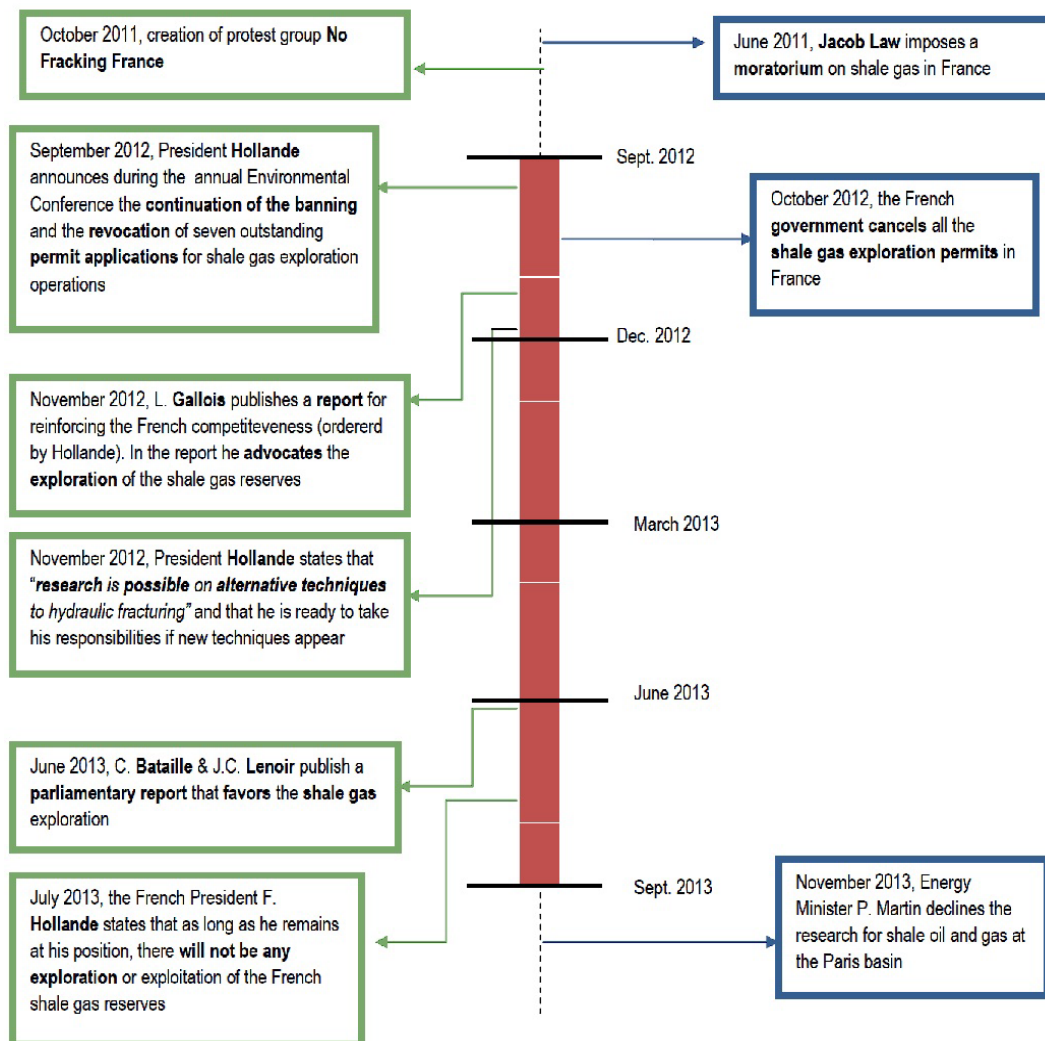 October 2011, creation of protest group No
Fracking France
June 2011, Jacob Law imposes a
moratorium on shale gas in France
September 2012, President Hollande
announces during the annual Environmental
Conference the continuation of the banning
and the revocation of seven outstanding
permit applications for shale gas exploration
operations
Sept. 2012
October 2012, the French
government cancels all the
shale gas exploration permits in
France
Dec. 2012
November 2012, L. Gallois publishes a report for
reinforcing the French competiteveness (ordererd
by Hollande). In the report he advocates the
exploration of the shale gas reserves
March 2013
November 2012, President Hollande states that
“research is possible on alternative techniques
to hydraulic fracturing” and that he is ready to take
his responsibilities if new techniques appear
June 2013
June 2013, C. Bataille & J.C. Lenoir publish a
parliamentary report that favors the shale gas
exploration
Sept. 2013
July 2013, the French President F.
Hollande states that as long as he remains
at his position, there will not be any
exploration or exploitation of the French
shale gas reserves
November 2013, Energy
Minister P. Martin declines the
research for shale oil and gas at
the Paris basin